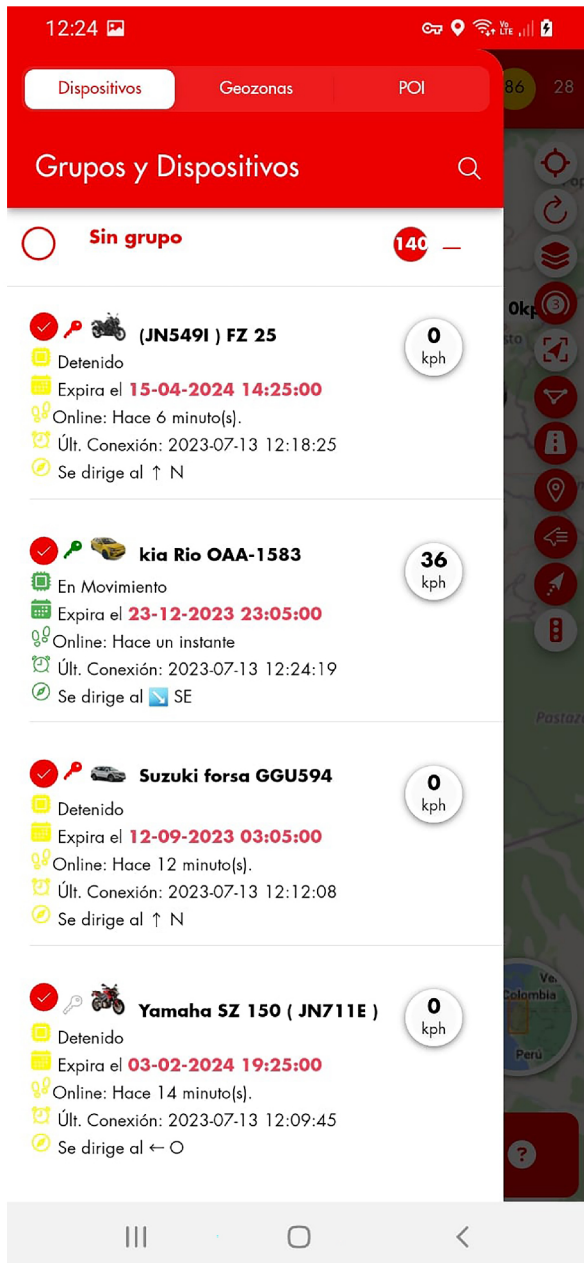 12:24
Vo
LTE
Dispositivos
Geozonas
POI
86
28
Grupos y Dispositivos
Sin grupo
140
(JN549I ) FZ 25
0
kph
Detenido
Expira el 15-04-2024 14:25:00
Online: Hace 6 minuto(s).
Últ. Conexión: 2023-07-13 12:18:25
Se dirige al ↑ N
0kp
3
sto
kia Rio OAA-1583
36
kph
En Movimiento
Expira el 23-12-2023 23:05:00
Online: Hace un instante
Últ. Conexión: 2023-07-13 12:24:19
Se dirige al ↘ SE
Pastaz
Suzuki forsa GGU594
0
kph
Detenido
Expira el 12-09-2023 03:05:00
Online: Hace 12 minuto(s).
Últ. Conexión: 2023-07-13 12:12:08
Se dirige al ↑ N
Yamaha SZ 150 ( JN711E )
0
kph
Detenido
Expira el 03-02-2024 19:25:00
Online: Hace 14 minuto(s).
Últ. Conexión: 2023-07-13 12:09:45
Se dirige al ← O
Ve
Colombia
Perú
?